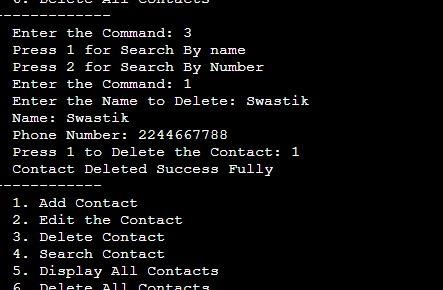 6. Delete All Contacts
-------------
Enter the Command: 3
Press 1 for Search By name
Press 2 for Search By Number
Enter the Command: 1
Enter the Name to Delete: Swastik
Name: Swastik
Phone Number: 2244667788
Press 1 to Delete the Contact: 1
Contact Deleted Success Fully
------------
1. Add Contact
2. Edit the Contact
3. Delete Contact
4. Search Contact
5. Display All Contacts
6. Delete All Contacts